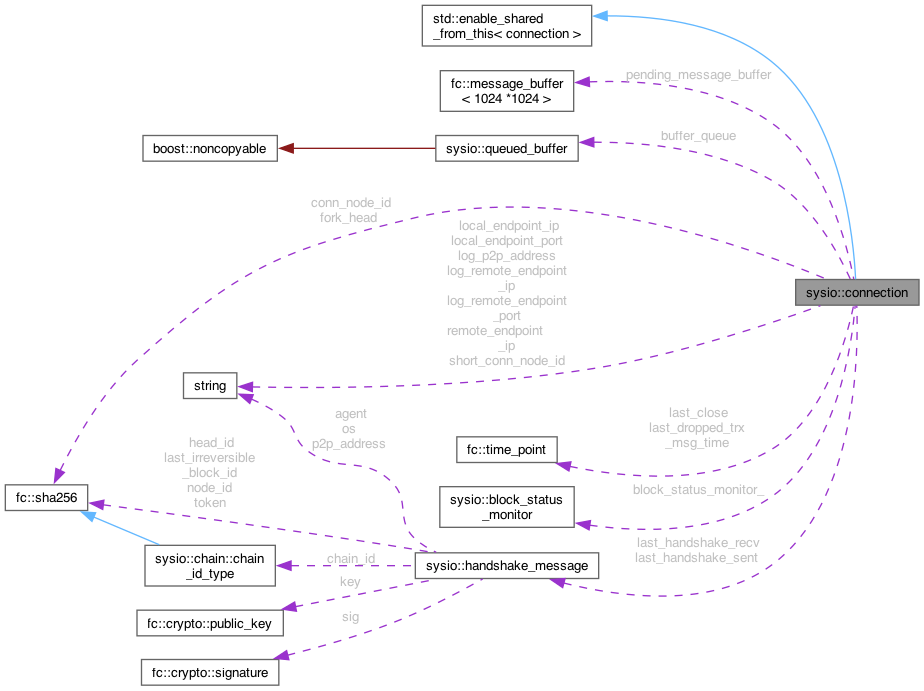 std::enable_shared
_from_this< connection >
fc::message_buffer
< 1024 *1024 >
pending_message_buffer
boost::noncopyable
sysio::queued_buffer
buffer_queue
conn_node_id
fork_head
local_endpoint_ip
local_endpoint_port
log_p2p_address
log_remote_endpoint
_ip
log_remote_endpoint
_port
remote_endpoint
_ip
short_conn_node_id
sysio::connection
string
agent
os
p2p_address
last_close
last_dropped_trx
_msg_time
fc::time_point
head_id
last_irreversible
_block_id
node_id
token
fc::sha256
sysio::block_status
_monitor
block_status_monitor_
last_handshake_recv
last_handshake_sent
sysio::chain::chain
_id_type
chain_id
sysio::handshake_message
key
fc::crypto::public_key
sig
fc::crypto::signature